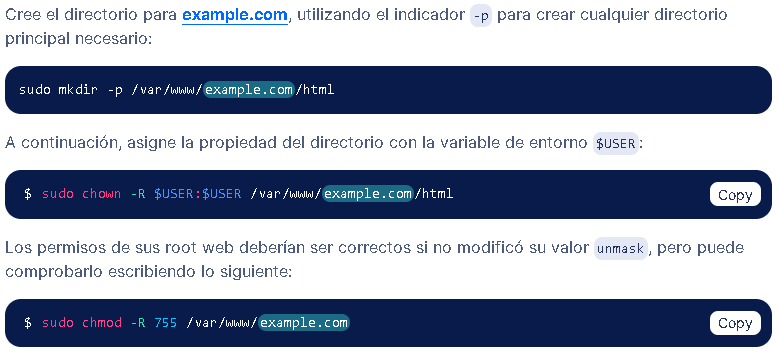 Cree el directorio para example.com, utilizando el indicador -p para crear cualquier directorio
principal necesario:
sudo mkdir -p /var/www/example.com/html
A continuación, asigne la propiedad del directorio con la variable de entorno $USER:
$ sudo chown -R $USER:$USER /var/www/example.com/html
Copy
Los permisos de sus root web deberían ser correctos si no modificó su valor unmask, pero puede
comprobarlo escribiendo lo siguiente:
$ sudo chmod -R 755 /var/www/example.com
Copy